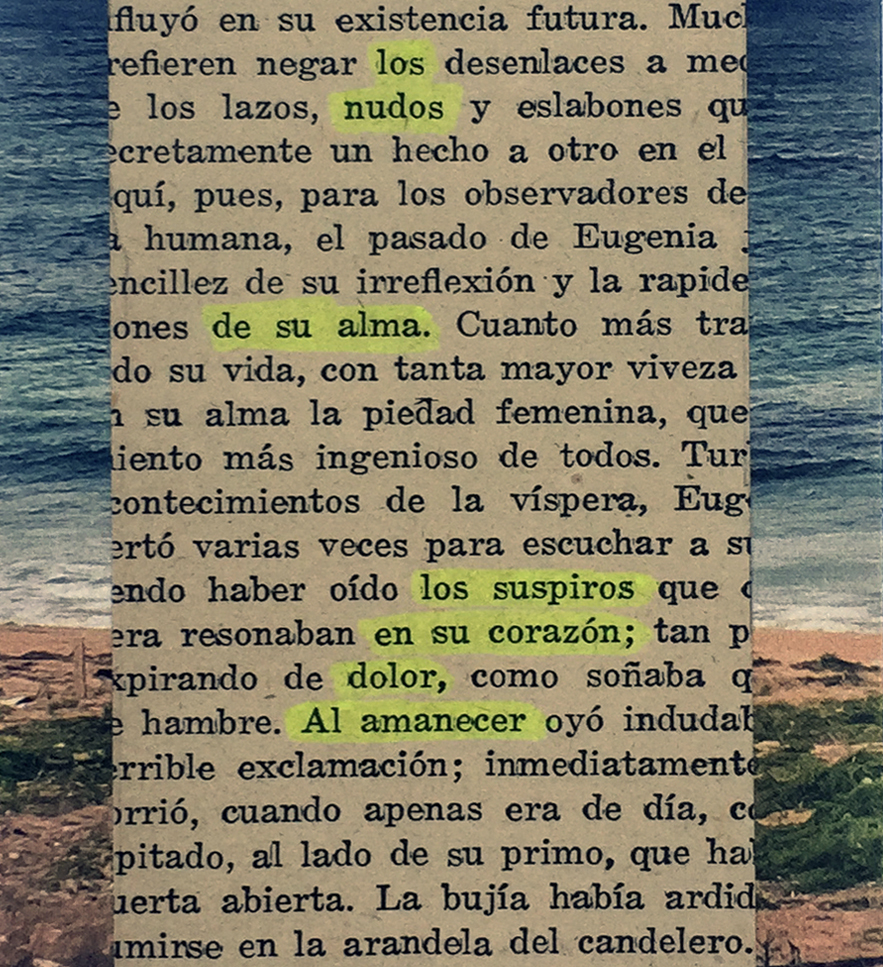 fluyó en su existencia futura. Muc
refieren negar los desenlaces a me
e los lazos, nudos y eslabones qu
ecretamente un hecho a otro en el
quí, pues, para los observadores de
a humana, el pasado de Eugenia
encillez de su irreflexión y la rapide
ones de su alma. Cuanto más tra
do su vida, con tanta mayor viveza
n su alma la piedad femenina, que
iento más ingenioso de todos. Tur
contecimientos de la víspera, Euge
ertó varias veces para escuchar a su
endo haber oído los suspiros que
era resonaban en su corazón; tan p
xpirando de dolor, como soñaba q
e hambre. Al amanecer oyó indudab
errible exclamación; inmediatamente
orrió, cuando apenas era de día, co
pitado, al lado de su primo, que ha
uerta abierta. La bujía había ardid
umirse en la arandela del candelero.